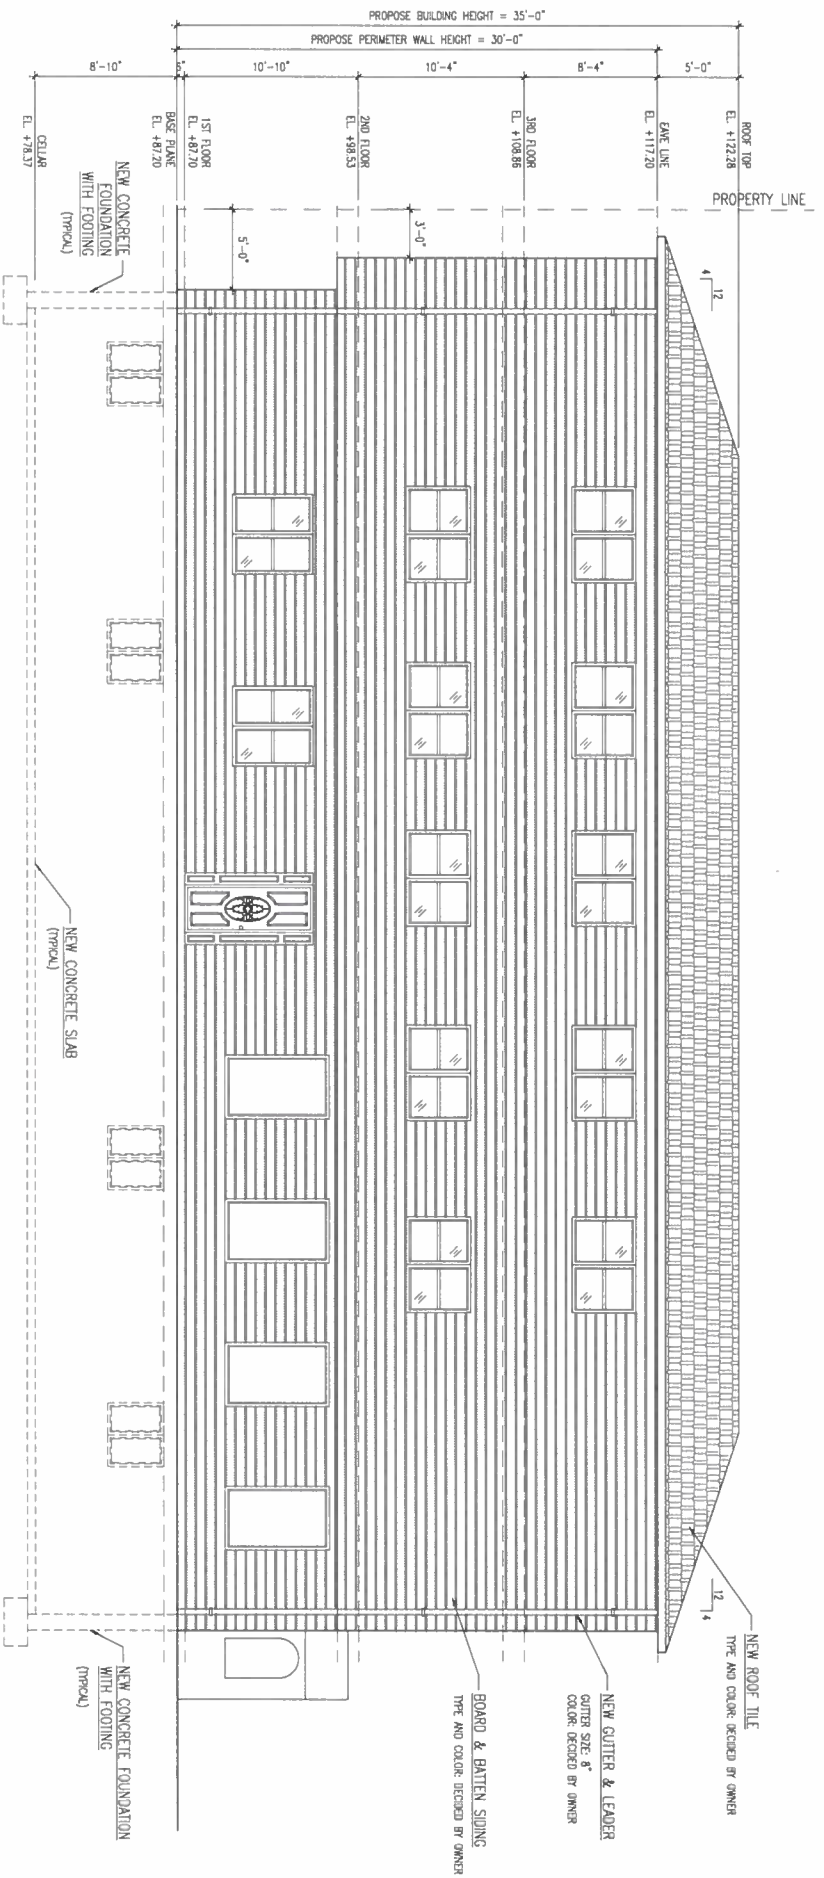 PROPOSE BUILDING HEIGHT = 35'-0"
PROPOSE PERIMETER WALL HEIGHT = 30'-0"
8'-10"
6"
10'-10"
10'-4"
8'-4"
5'-0"
ROOF TOP
EL. +122.28
EAVE LINE
EL. +117.20
3RD FLOOR
EL. +108.86
2ND FLOOR
EL. +98.53
1ST FLOOR
EL. +87.70
BASE PLANE
EL. +87.20
CELLAR
EL. +78.37
PROPERTY LINE
3'-0"
5'-0"
NEW CONCRETE
FOUNDATION
WITH FOOTING
(TYPICAL)
4
12
NEW CONCRETE SLAB
(TYPICAL)
12
4
NEW ROOF TILE
TYPE AND COLOR: DECIDED BY OWNER
NEW GUTTER & LEADER
GUTTER SIZE: 8"
COLOR: DECIDED BY OWNER
BOARD & BATTEN SIDING
TYPE AND COLOR: DECIDED BY OWNER
NEW CONCRETE FOUNDATION
WITH FOOTING
(TYPICAL)